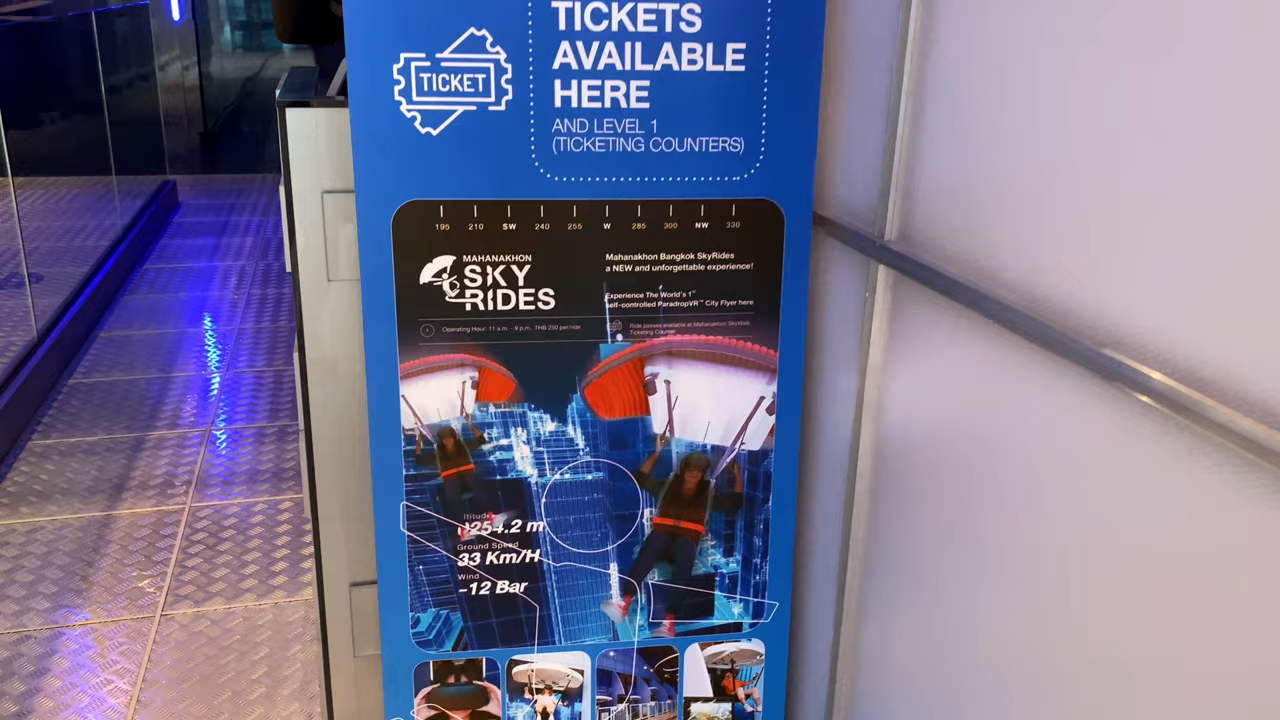 TICKETS
AVAILABLE
HERE
AND LEVEL 1
(TICKETING COUNTERS)
TICKET
195 210 SW 240 255 W 285 300 NW 330
MAHANAKHON
SKY
RIDES
Mahanakhon Bangkok SkyRides
a NEW and unforgettable experience!
Experience The World's 1st
self-controlled ParadropVR™ City Flyer here
Operating Hour: 11 a.m. - 9 p.m. THB 250 per/ride
Ride passes available at Mahanakhon SkyWalk
Ticketing Counter
ltitude
0254.2 m
Ground Speed
33 Km/H
Wind
-12 Bar